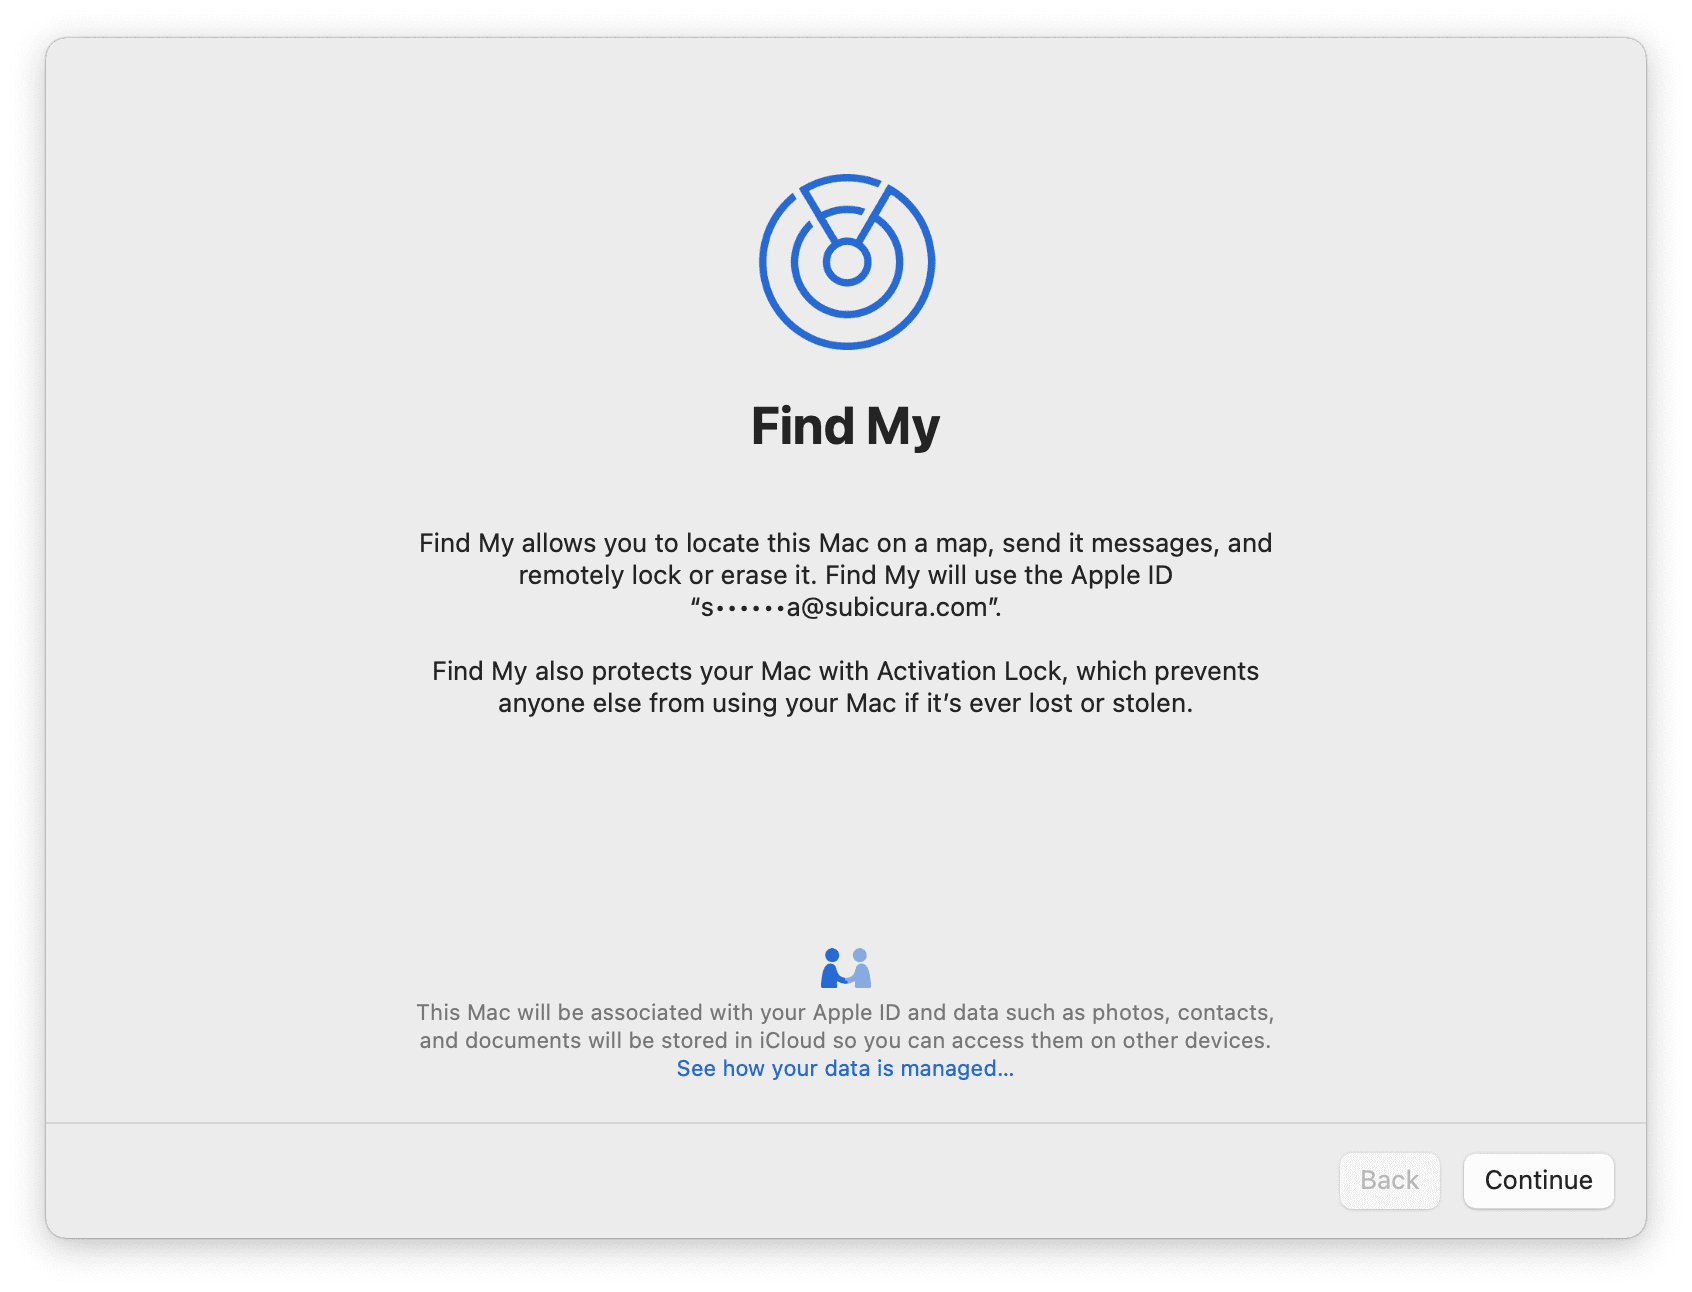 Find My
Find My allows you to locate this Mac on a map, send it messages, and
remotely lock or erase it. Find My will use the Apple ID
“s••••••a@subicura.com”.
Find My also protects your Mac with Activation Lock, which prevents
anyone else from using your Mac if it’s ever lost or stolen.
This Mac will be associated with your Apple ID and data such as photos, contacts,
and documents will be stored in iCloud so you can access them on other devices.
See how your data is managed...
Back
Continue